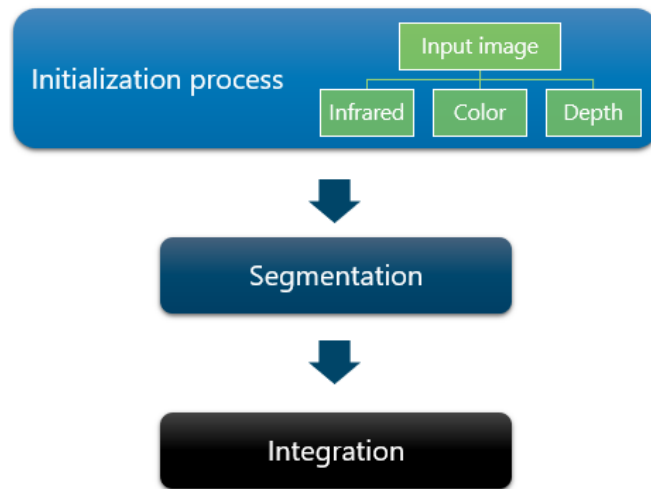 Input image
Initialization process
Infrared
Color
Depth
Segmentation
Integration